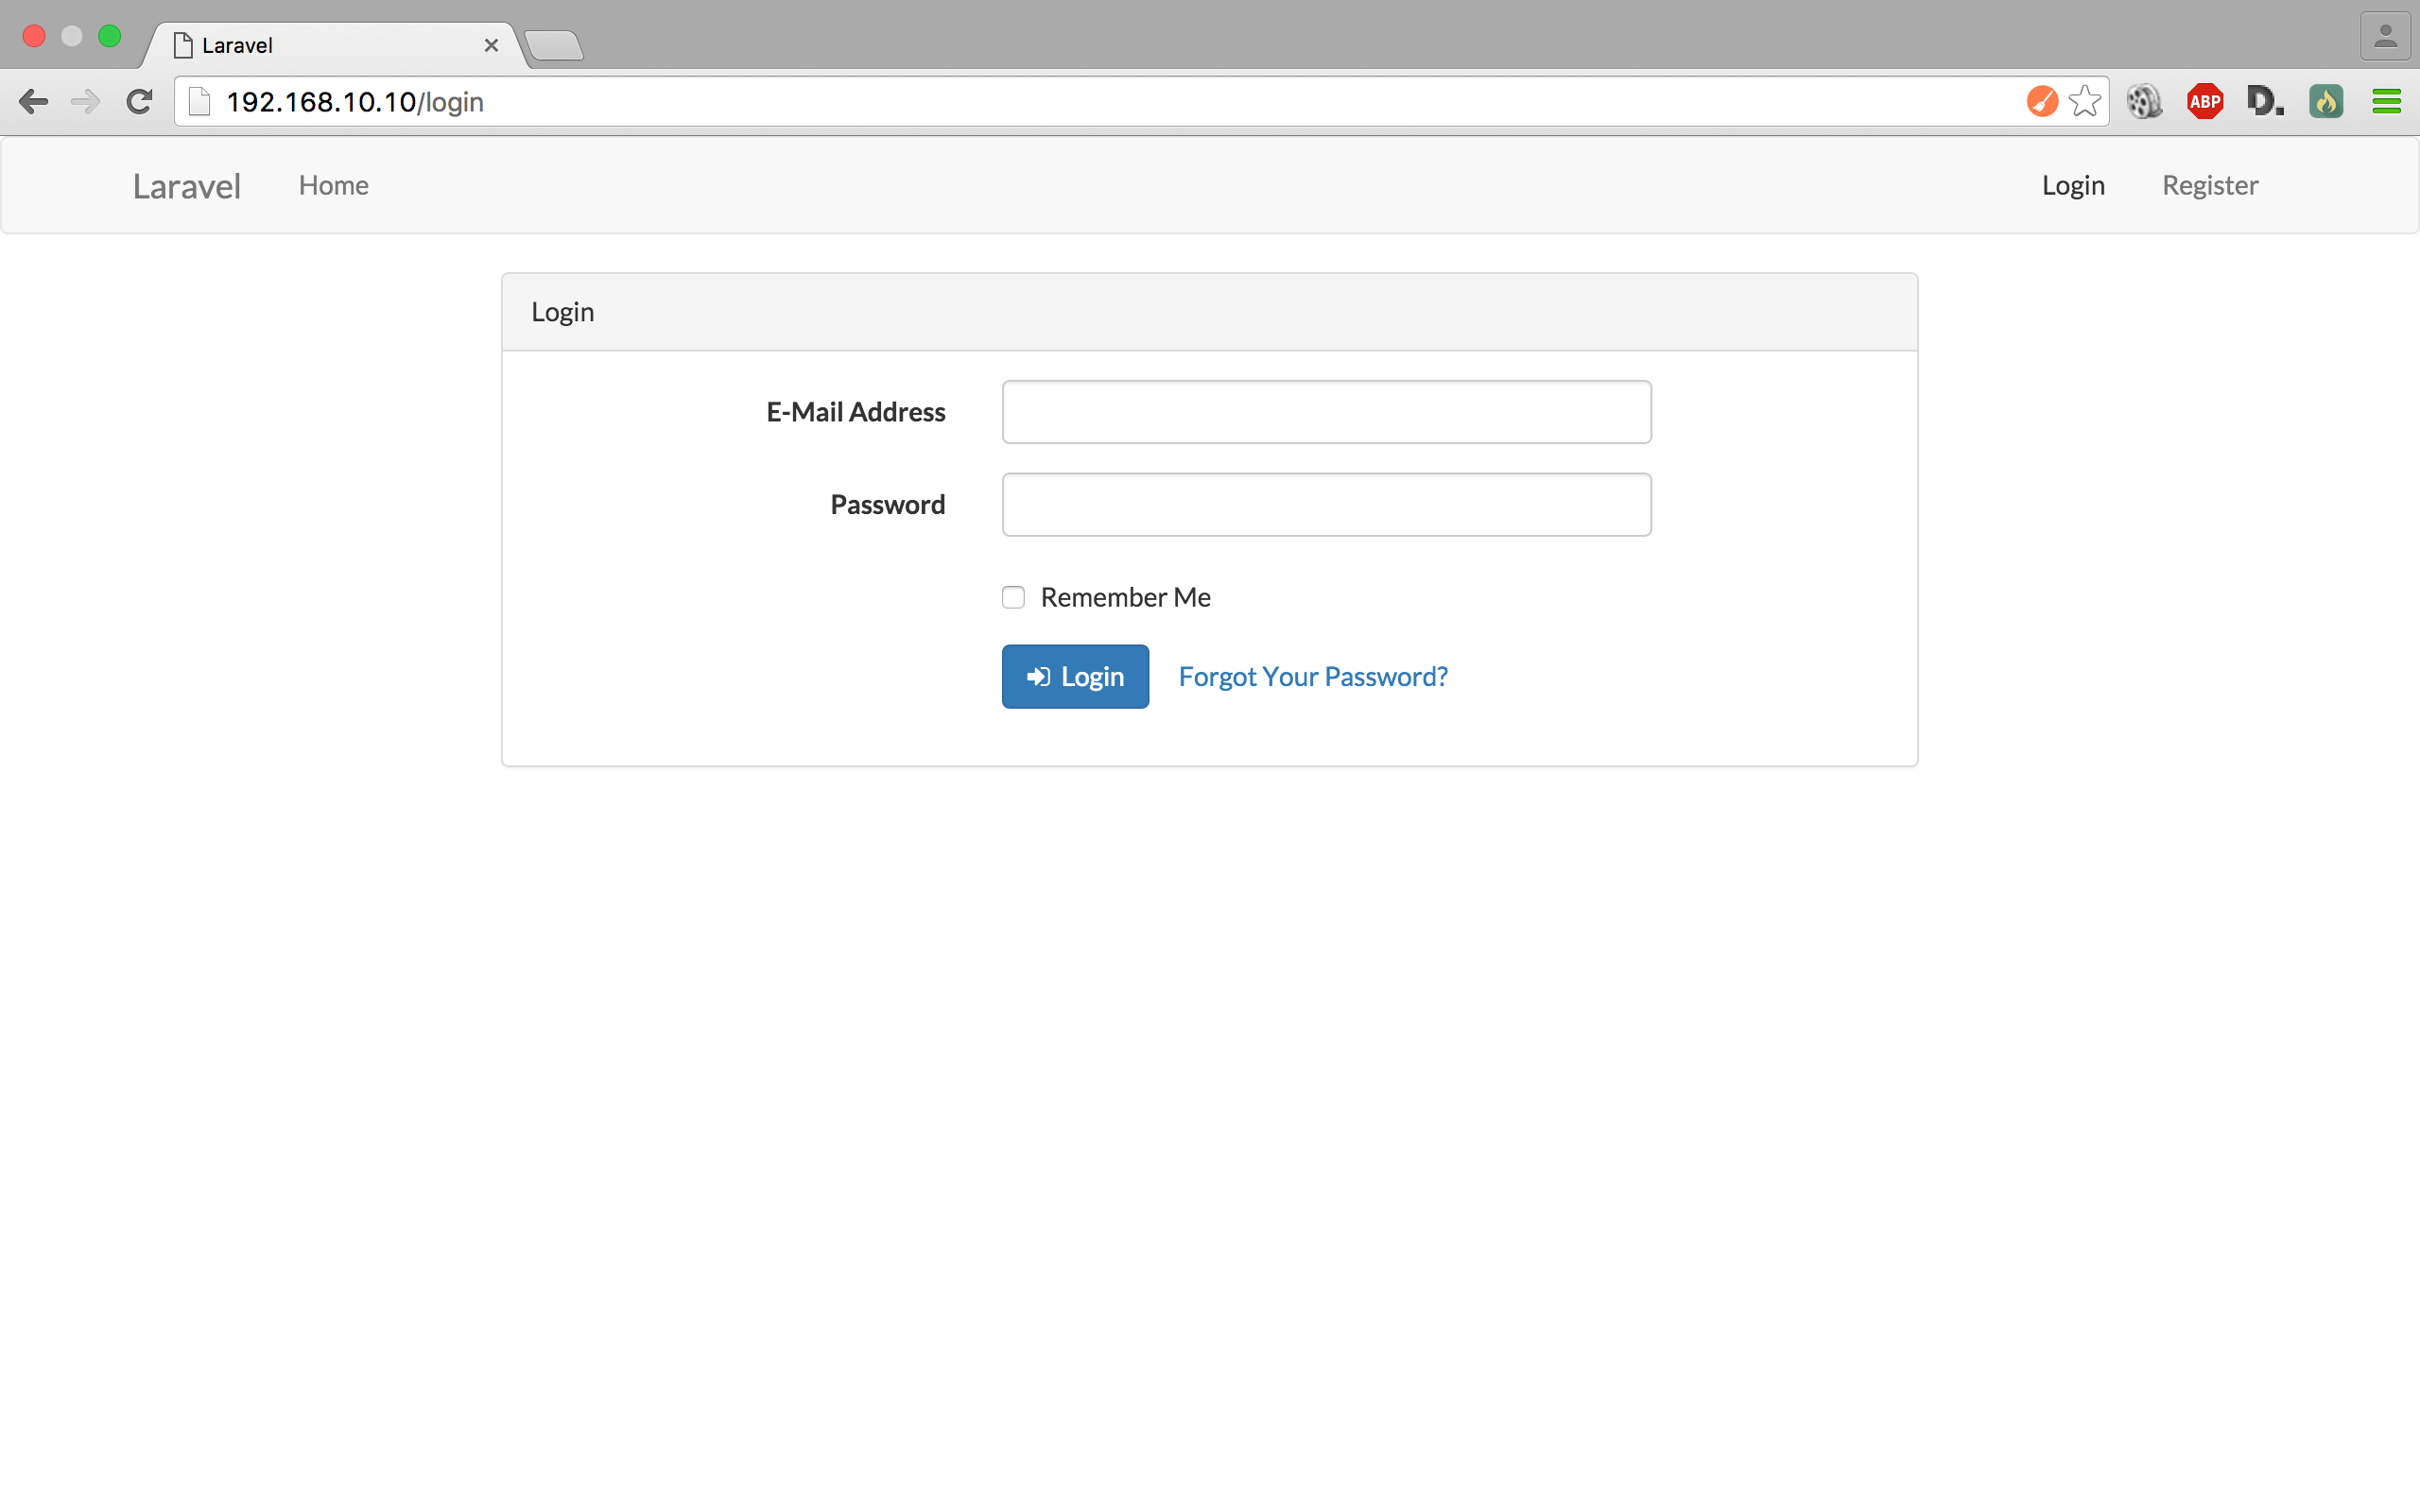 Laravel
192.168.10.10/login
ABP
D.
Laravel Home Login Register
Login
E-Mail Address
Password
Remember Me
Login Forgot Your Password?